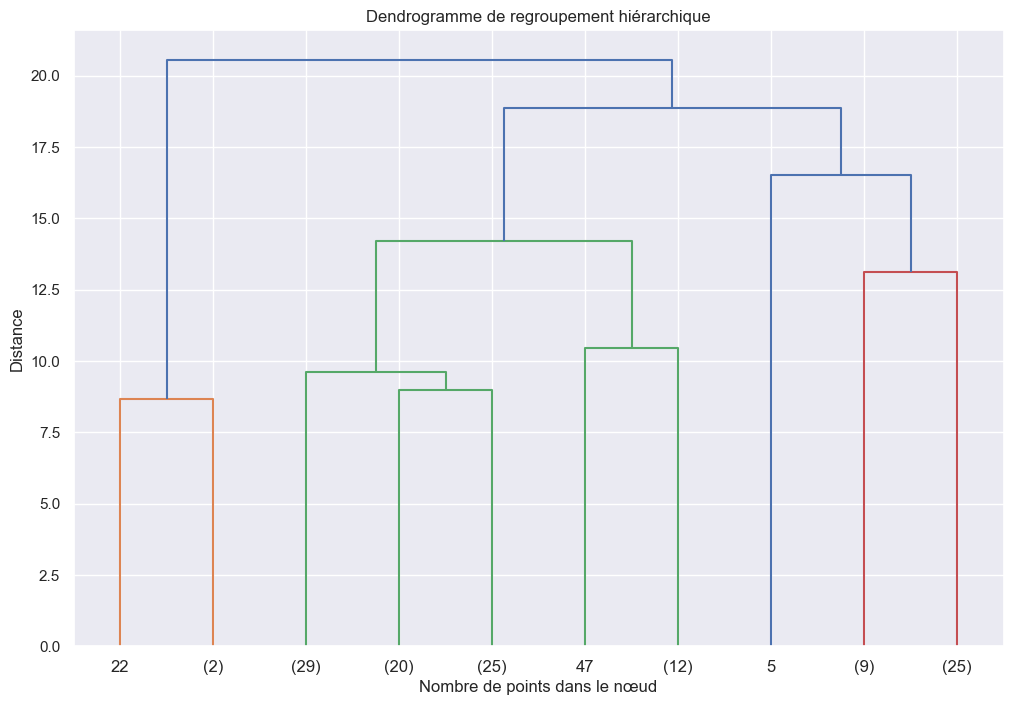 Dendrogramme de regroupement hiérarchique
Distance
20.0
17.5
15.0
12.5
10.0
7.5
5.0
2.5
0.0
22 (2) (29) (20) (25) 47 (12) 5 (9) (25)
Nombre de points dans le nœud